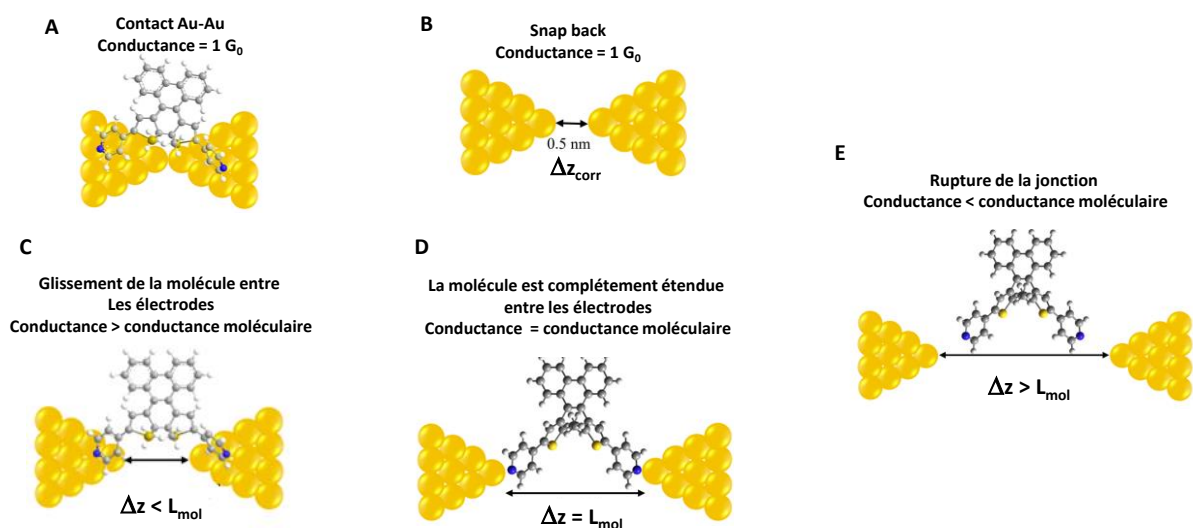 A
Contact Au-Au
Conductance = 1 G₀
B
Snap back
Conductance = 1 G₀
0.5 nm
Δzcorr
C
Glissement de la molécule entre
Les électrodes
Conductance > conductance moléculaire
Δz < Lmol
D
La molécule est complétement étendue
entre les électrodes
Conductance = conductance moléculaire
Δz = Lmol
E
Rupture de la jonction
Conductance < conductance moléculaire
Δz > Lmol